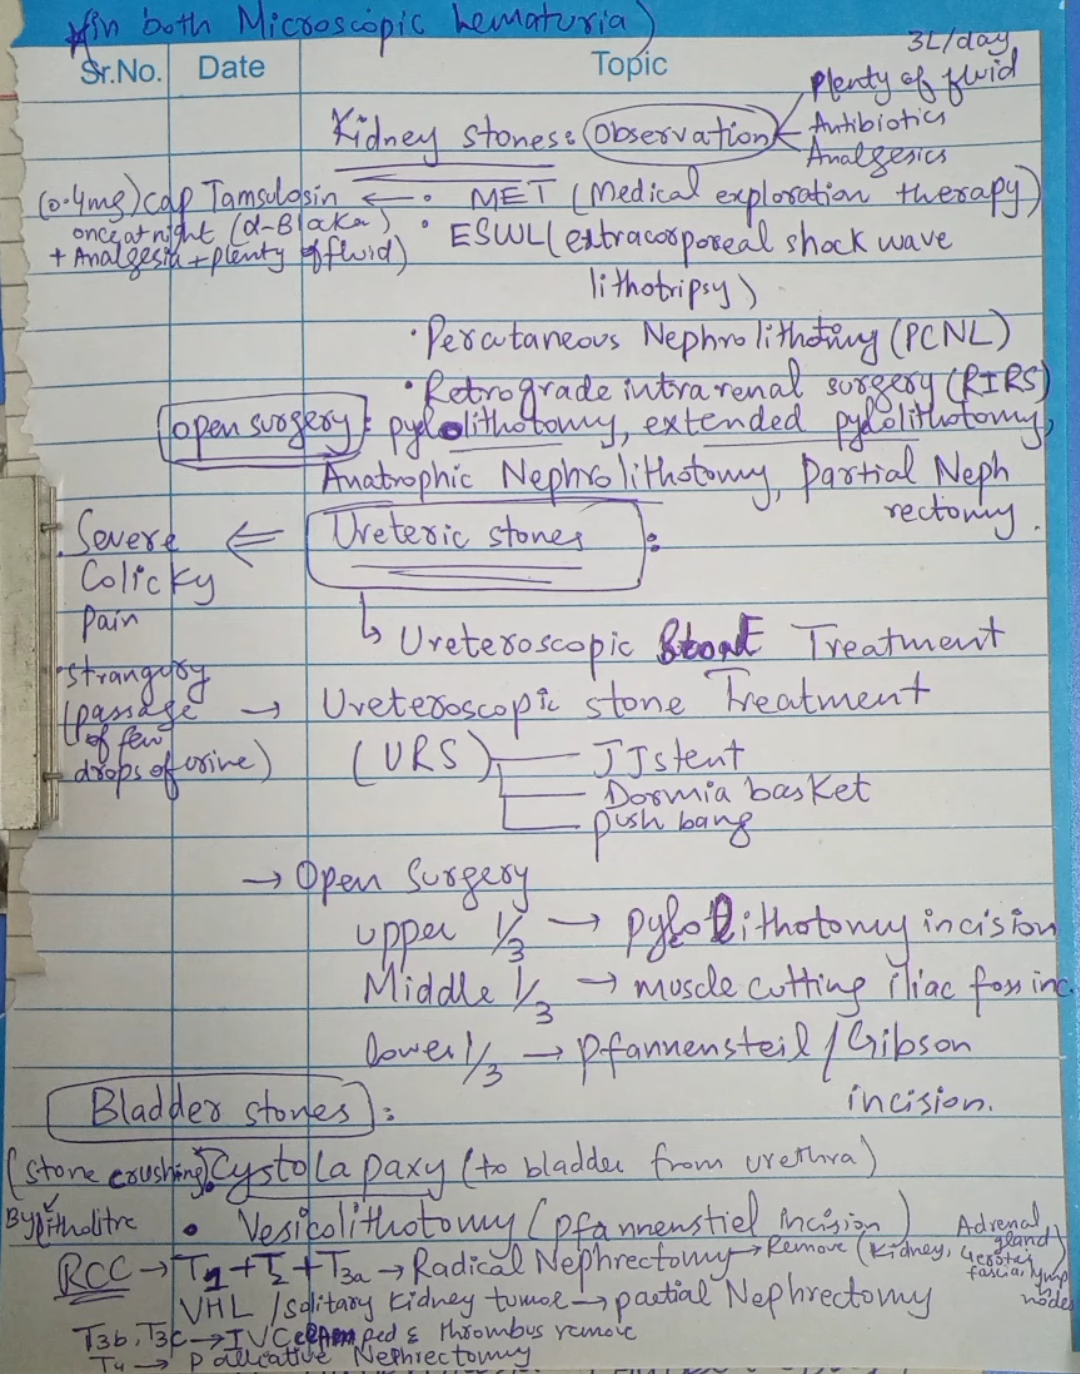 *(in both Microscopic hematuria)
Sr.No. Date Topic
3L/day
Plenty of fluid
Kidney stones: Observation Antibiotics
Analgesics
(0.4mg) cap Tamsulosin ← • MET (Medical exploration therapy)
once at night (α-Blaka)
+ Analgesia + plenty of fluid)
• ESWL (extracorporeal shock wave
lithotripsy)
• Percutaneous Nephrolithotimy (PCNL)
• Retrograde intrarenal surgery (RIRS)
open surgery: pylolithotomy, extended pyelolithotomy,
Anatrophic Nephrolithotomy, Partial Neph
rectomy.
Ureteric stones:
• Severe ⇐
Colicky
Pain
↳ Ureteroscopic Treatment
• strangury
(passage
of few
drops of urine)
→ Ureteroscopic stone Treatment
(URS) JJ stent
Dormia basket
push bang
→ Open Surgery
upper 1/3 → pyelolithotomy incision
Middle 1/3 → muscle cutting iliac foss inc.
lower 1/3 → Pfannensteil / Gibson
incision.
Bladder stones:
(stone crushing) • Cystolapaxy (to bladder from urethra)
By litholitre
• Vesicolithotomy (pfannenstiel incision)
RCC → T1 + T2 + T3a → Radical Nephrectomy → Remove (Kidney, Adrenal gland, Gerotas fascia, lymp nodes)
VHL / solitary Kidney tumor → partial Nephrectomy
T3b, T3c → IVC clamped & thrombus remove
T4 → Palliative Nephrectomy